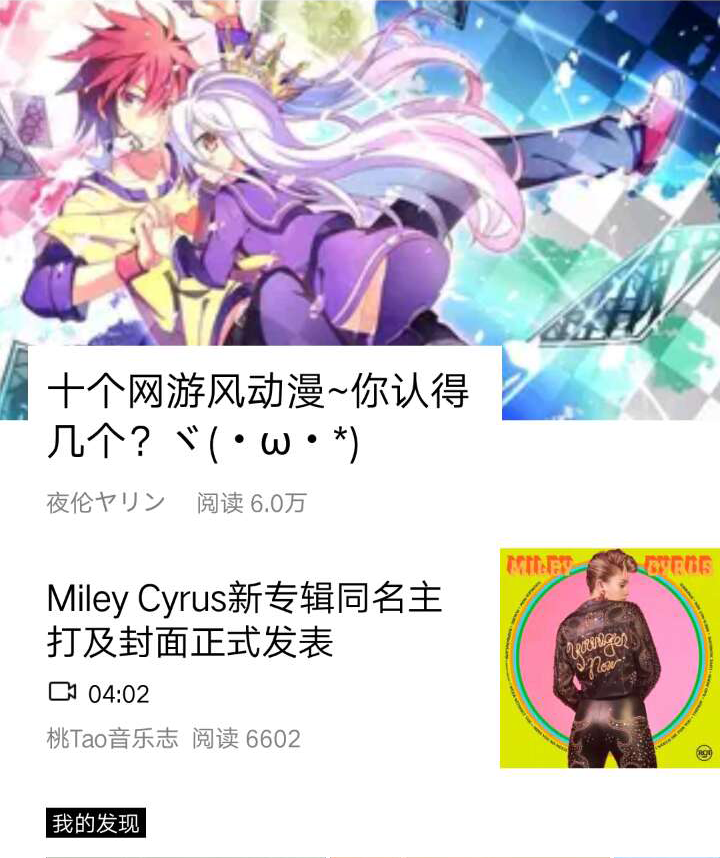 十个网游风动漫~你认得
几个？ヾ(・ω・*)
夜伦ヤリン 阅读 6.0万
Miley Cyrus新专辑同名主
打及封面正式发表
04:02
桃Tao音乐志 阅读 6602
MILEY CYRUS
Younger
Now
RCA
我的发现